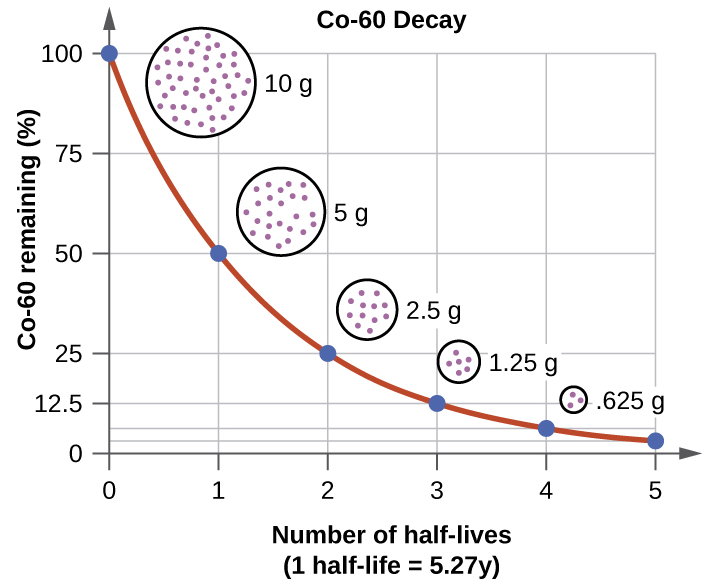 Co-60 Decay
Co-60 remaining (%)
100
75
50
25
12.5
0
10 g
5 g
2.5 g
1.25 g
.625 g
0 1 2 3 4 5
Number of half-lives
(1 half-life = 5.27y)